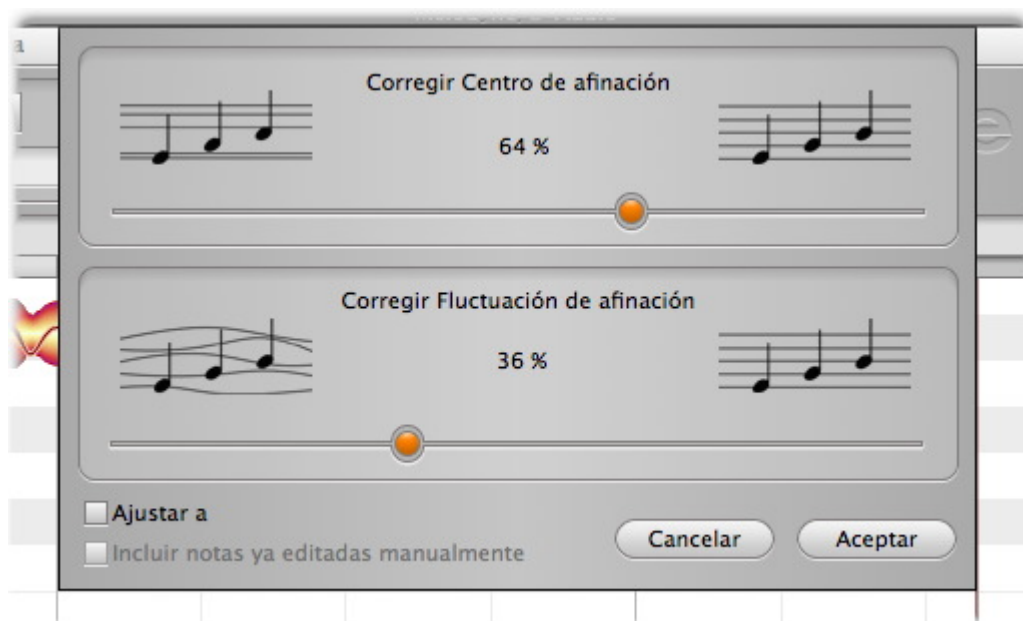 a
Corregir Centro de afinación
64 %
Corregir Fluctuación de afinación
36 %
Ajustar a
Incluir notas ya editadas manualmente
Cancelar
Aceptar